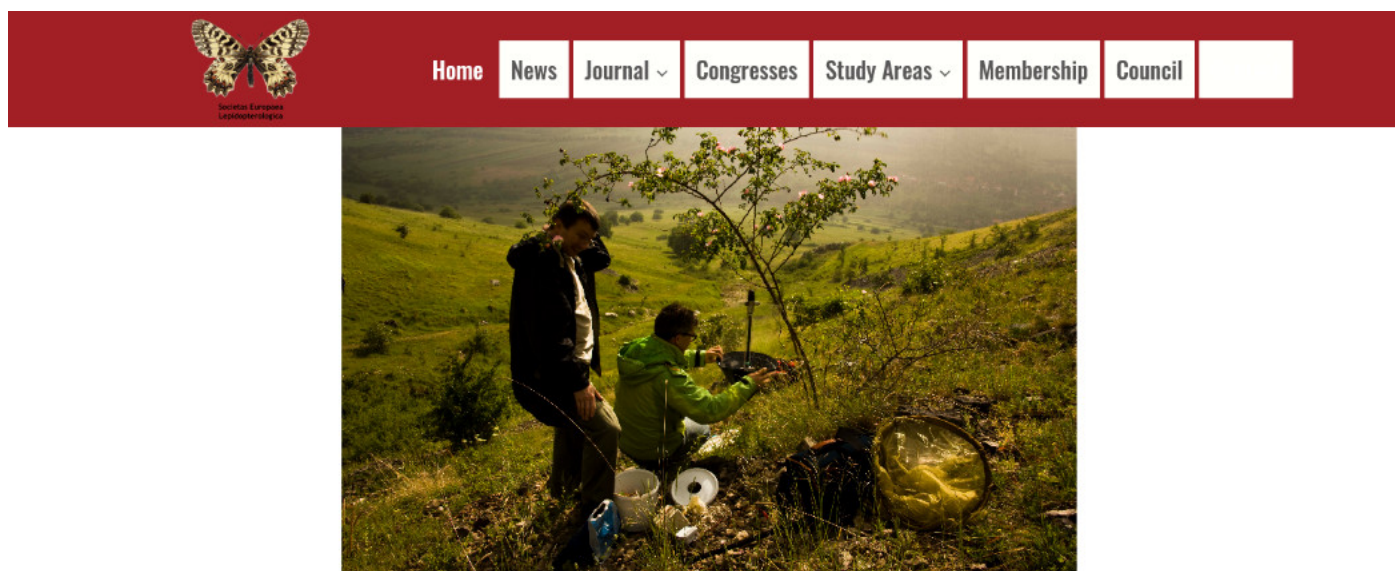 Societas Europaea
Lepidopterologica
Home News Journal Congresses Study Areas Membership Council